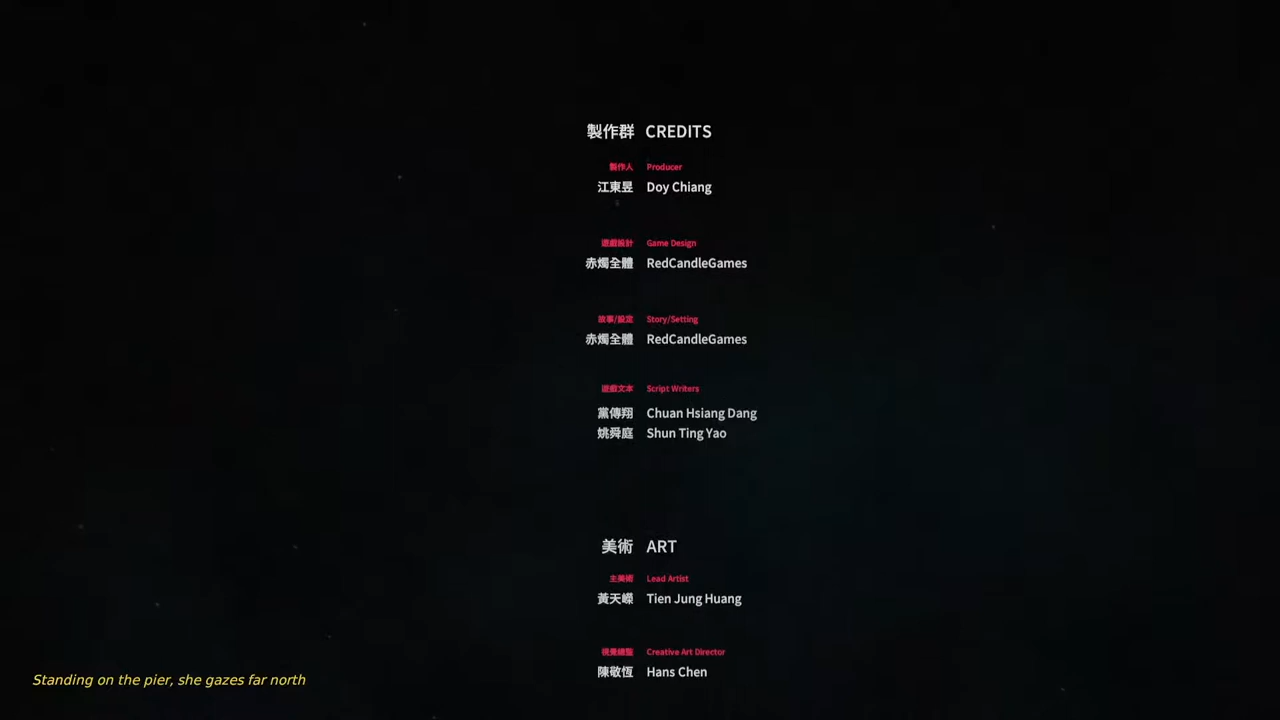 製作群 CREDITS
製作人 Producer
江東昱 Doy Chiang
遊戲設計 Game Design
赤燭全體 RedCandleGames
故事/設定 Story/Setting
赤燭全體 RedCandleGames
遊戲文本 Script Writers
黨傳翔 Chuan Hsiang Dang
姚舜庭 Shun Ting Yao
美術 ART
主美術 Lead Artist
黃天嶸 Tien Jung Huang
視覺總監 Creative Art Director
陳敬恆 Hans Chen
Standing on the pier, she gazes far north